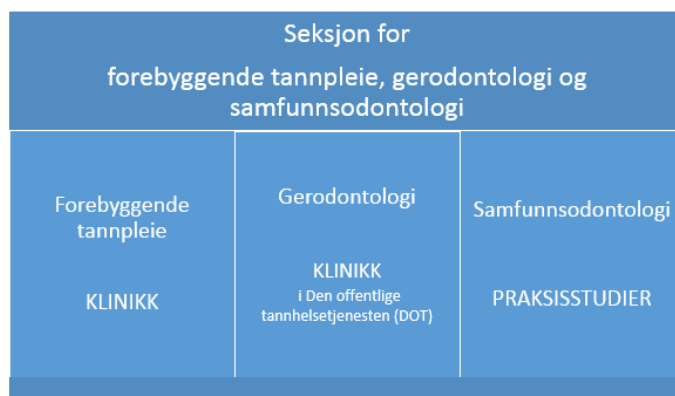 Seksjon for
forebyggende tannpleie, gerodontologi og
samfunnsodontologi
Forebyggende
tannpleie
KLINIKK
Gerodontologi
KLINIKK
i Den offentlige
tannhelsetjenesten (DOT)
Samfunnsodontologi
PRAKSISSTUDIER